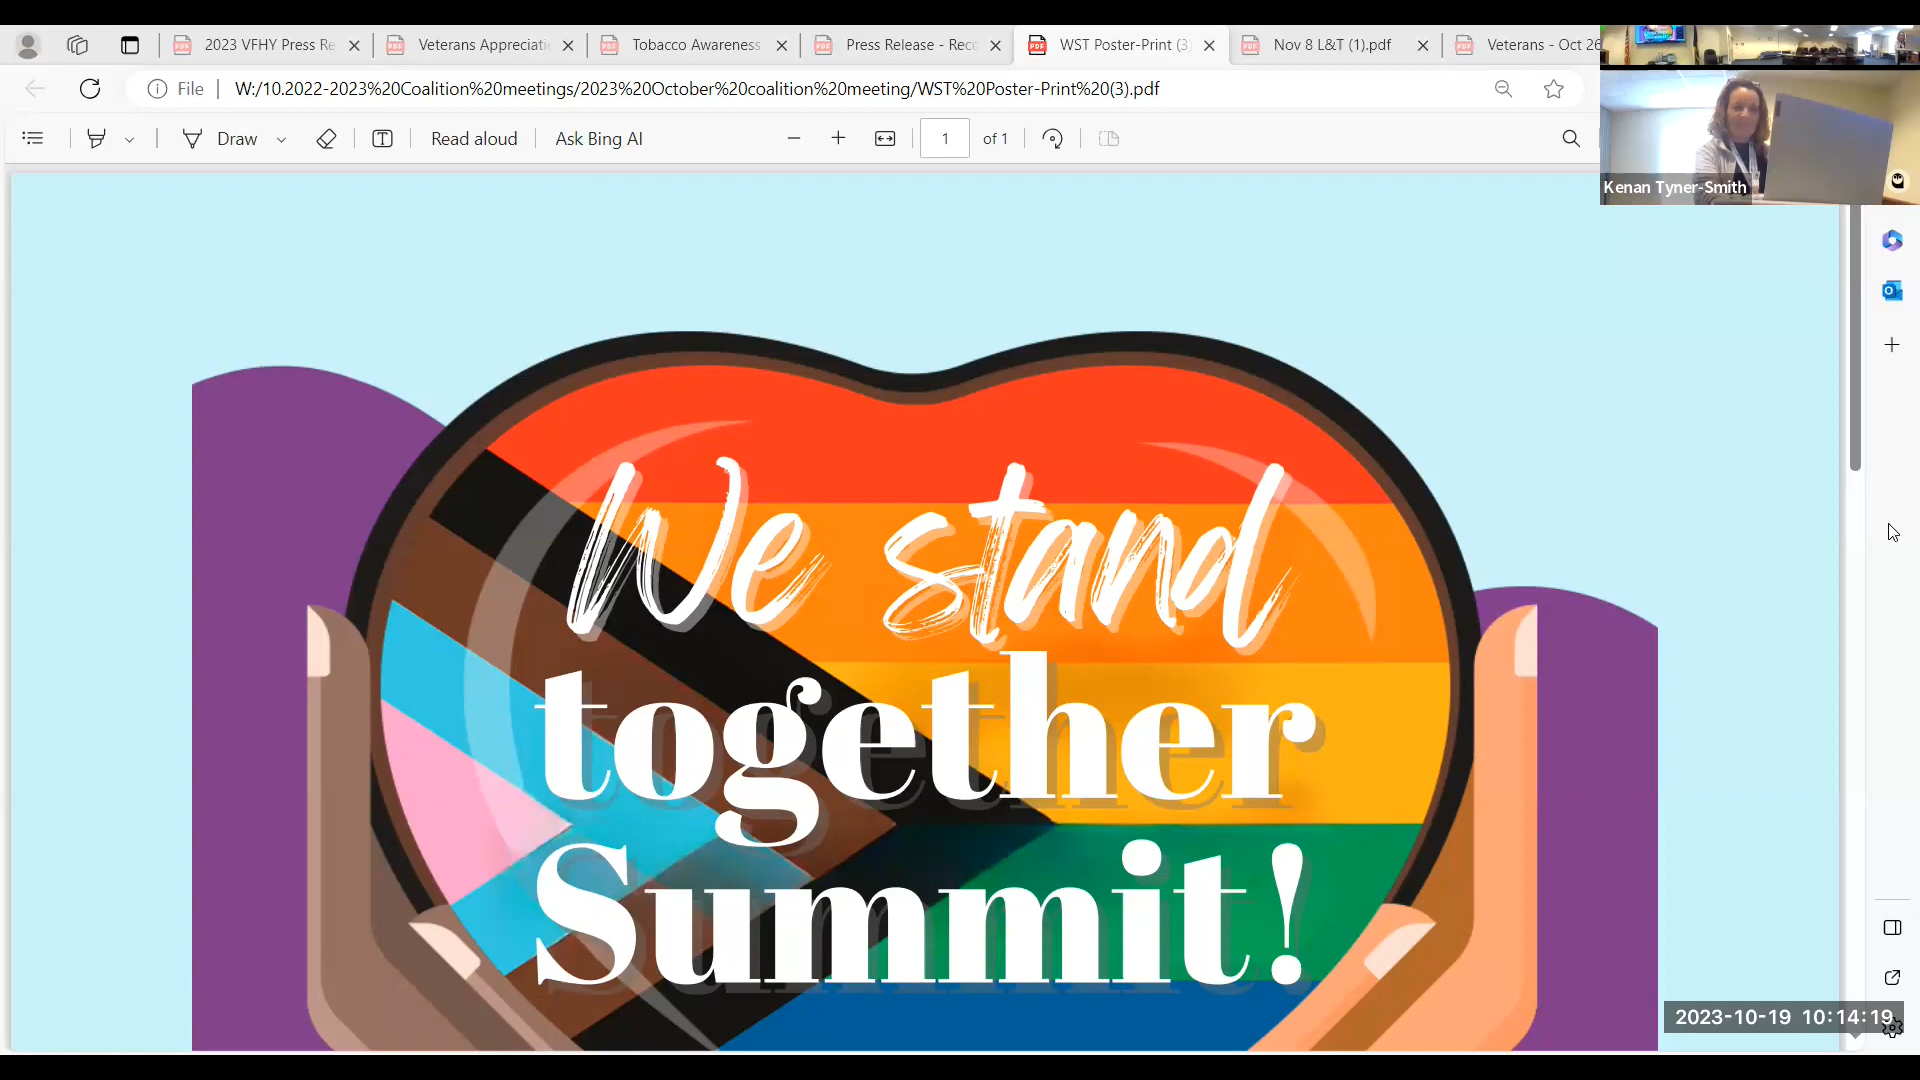 2023 VFHY Press Re
Veterans Appreciati
Tobacco Awareness
Press Release - Rec
WST Poster-Print (3)
Nov 8 L&T (1).pdf
Veterans - Oct 26
File
W:/10.2022-2023%20Coalition%20meetings/2023%20October%20coalition%20meeting/WST%20Poster-Print%20(3).pdf
Draw
Read aloud
Ask Bing AI
1
of 1
Kenan Tyner-Smith
We stand
together
Summit!
2023-10-19 10:14:19